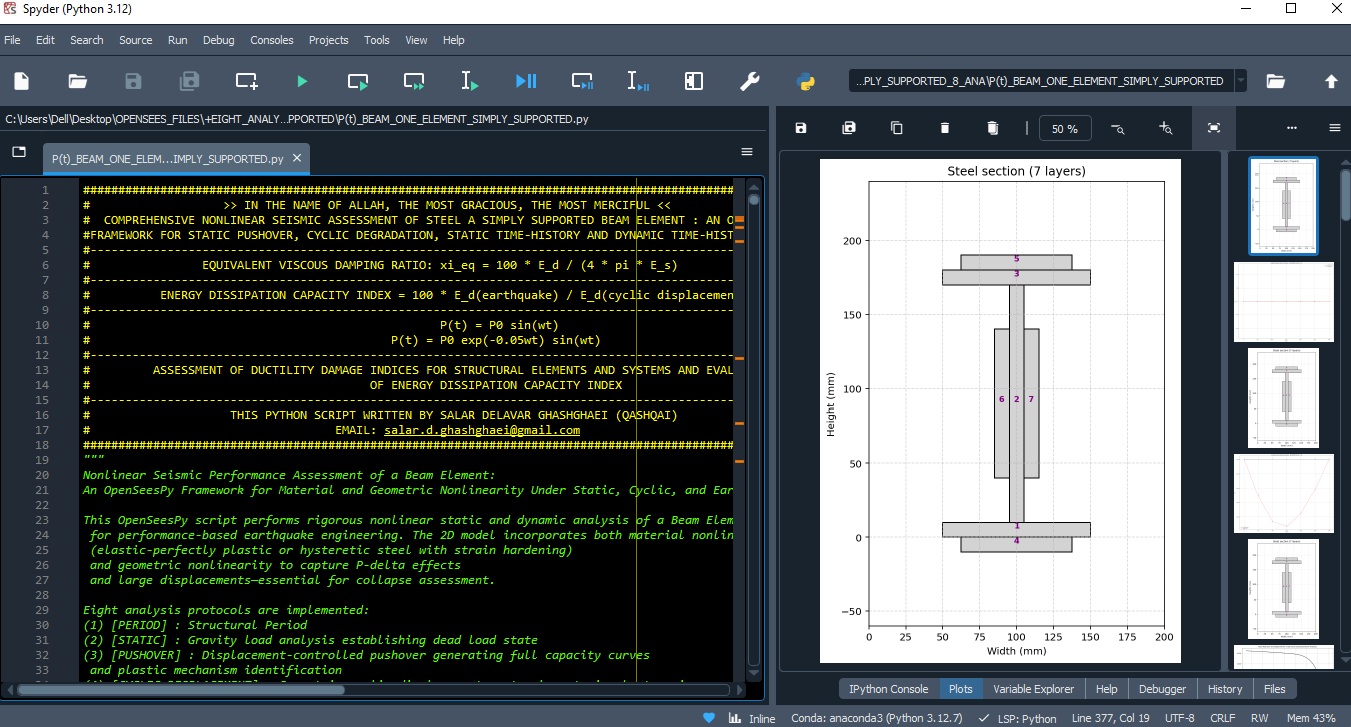 Spyder (Python 3.12)
File Edit Search Source Run Debug Consoles Projects Tools View Help
...PLY_SUPPORTED_8_ANA\P(t)_BEAM_ONE_ELEMENT_SIMPLY_SUPPORTED
C:\Users\Dell\Desktop\OPENSEES_FILES\+EIGHT_ANALY...PPORTED\P(t)_BEAM_ONE_ELEMENT_SIMPLY_SUPPORTED.py
P(t)_BEAM_ONE_ELEM...IMPLY_SUPPORTED.py
1 ################################################################################
2 # >> IN THE NAME OF ALLAH, THE MOST GRACIOUS, THE MOST MERCIFUL <<
3 # COMPREHENSIVE NONLINEAR SEISMIC ASSESSMENT OF STEEL A SIMPLY SUPPORTED BEAM ELEMENT : AN O
4 #FRAMEWORK FOR STATIC PUSHOVER, CYCLIC DEGRADATION, STATIC TIME-HISTORY AND DYNAMIC TIME-HIST
5 #--------------------------------------------------------------------------------
6 # EQUIVALENT VISCOUS DAMPING RATIO: xi_eq = 100 * E_d / (4 * pi * E_s)
7 #--------------------------------------------------------------------------------
8 # ENERGY DISSIPATION CAPACITY INDEX = 100 * E_d(earthquake) / E_d(cyclic displacemen
9 #--------------------------------------------------------------------------------
10 # P(t) = P0 sin(wt)
11 # P(t) = P0 exp(-0.05wt) sin(wt)
12 #--------------------------------------------------------------------------------
13 # ASSESSMENT OF DUCTILITY DAMAGE INDICES FOR STRUCTURAL ELEMENTS AND SYSTEMS AND EVAL
14 # OF ENERGY DISSIPATION CAPACITY INDEX
15 #--------------------------------------------------------------------------------
16 # THIS PYTHON SCRIPT WRITTEN BY SALAR DELAVAR GHASHGHAEI (QASHQAI)
17 # EMAIL: salar.d.ghashghaei@gmail.com
18 ################################################################################
19 """
20 Nonlinear Seismic Performance Assessment of a Beam Element:
21 An OpenSeesPy Framework for Material and Geometric Nonlinearity Under Static, Cyclic, and Ear
22
23 This OpenSeesPy script performs rigorous nonlinear static and dynamic analysis of a Beam Elem
24 for performance-based earthquake engineering. The 2D model incorporates both material nonlin
25 (elastic-perfectly plastic or hysteretic steel with strain hardening)
26 and geometric nonlinearity to capture P-delta effects
27 and large displacements—essential for collapse assessment.
28
29 Eight analysis protocols are implemented:
30 (1) [PERIOD] : Structural Period
31 (2) [STATIC] : Gravity load analysis establishing dead load state
32 (3) [PUSHOVER] : Displacement-controlled pushover generating full capacity curves
33 and plastic mechanism identification
50 %
Steel section (7 layers)
Height (mm)
200
150
100
50
0
−50
5
3
6 2 7
1
4
0 25 50 75 100 125 150 175 200
Width (mm)
IPython Console Plots Variable Explorer Help Debugger History Files
Inline Conda: anaconda3 (Python 3.12.7) LSP: Python Line 377, Col 19 UTF-8 CRLF RW Mem 43%